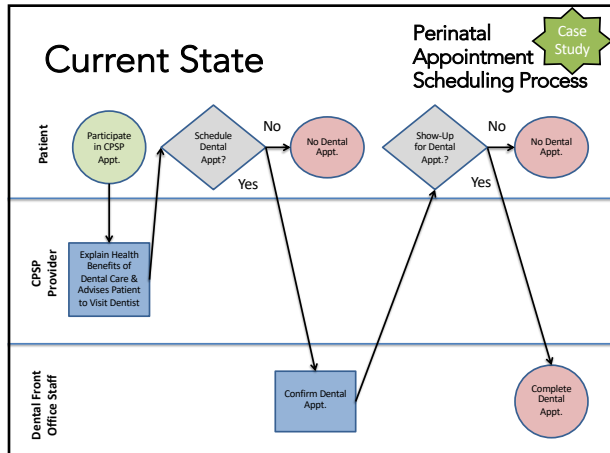 Current State
Perinatal
Appointment
Scheduling Process
Case
Study
Patient
Participate
in CPSP
Appt.
Schedule
Dental
Appt?
No
Yes
No Dental
Appt.
Show-Up
for Dental
Appt.?
No
Yes
No Dental
Appt.
CPSP
Provider
Explain Health
Benefits of
Dental Care &
Advises Patient
to Visit Dentist
Dental Front
Office Staff
Confirm Dental
Appt.
Complete
Dental
Appt.